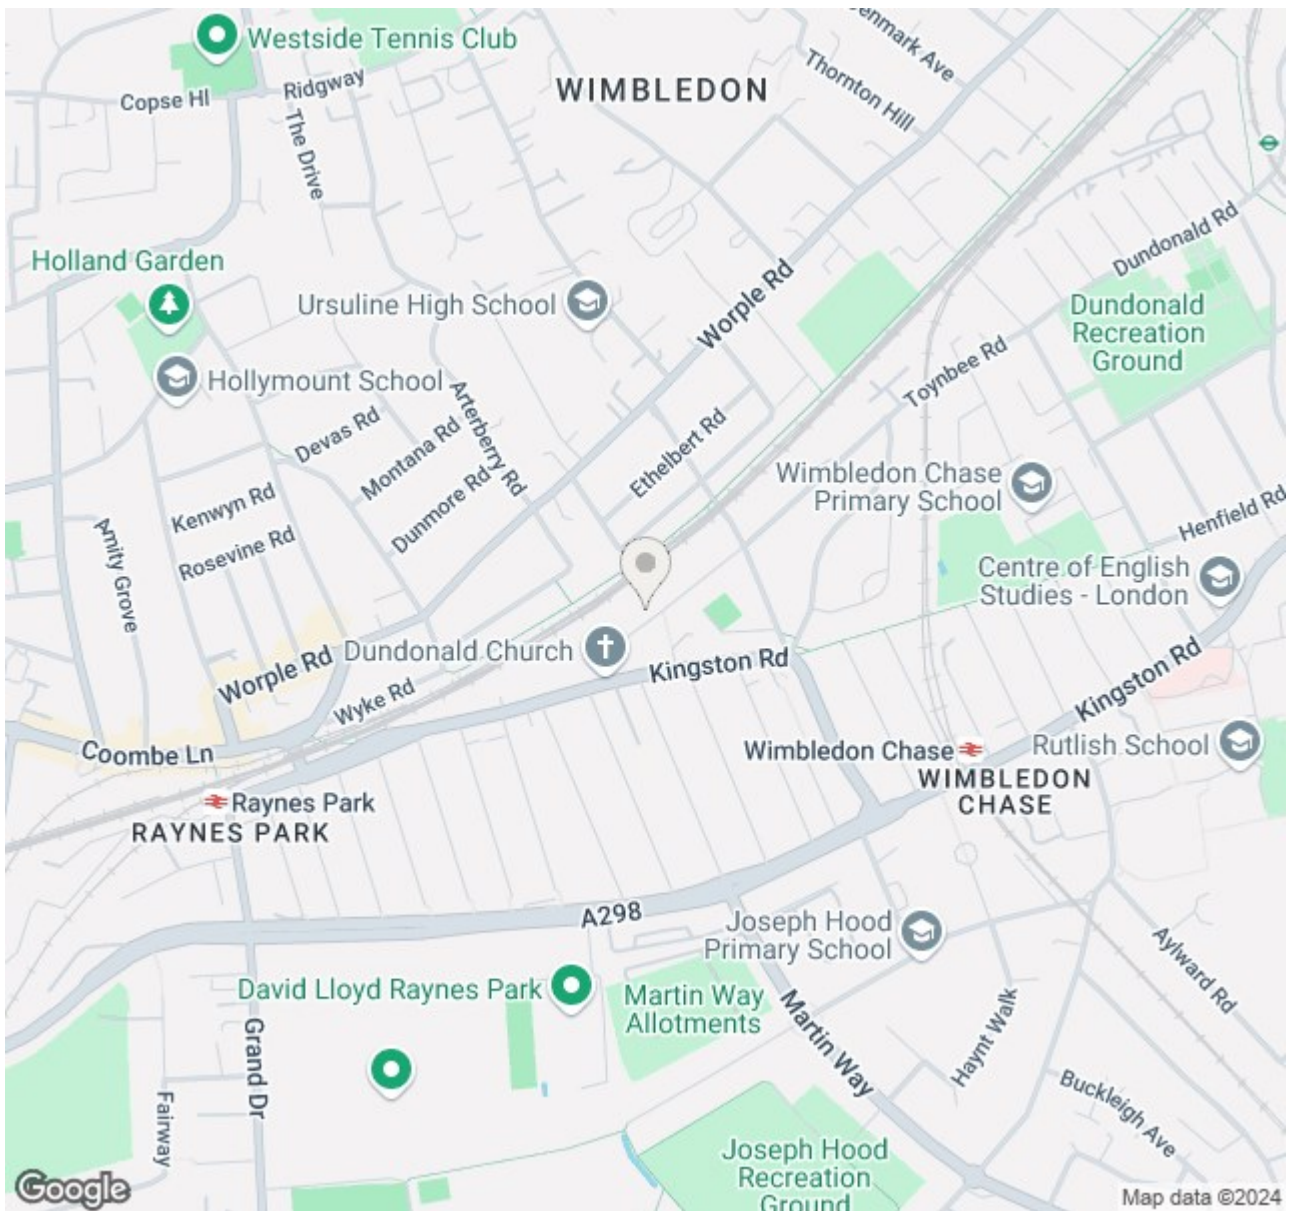 Westside Tennis Club
Copse Hl
Ridgway
The Drive
WIMBLEDON
Denmark Ave
Thornton Hill
Holland Garden
Ursuline High School
Hollymount School
Worple Rd
Dundonald Rd
Dundonald
Recreation
Ground
Toynbee Rd
Devas Rd
Montana Rd
Arterberry Rd
Ethelbert Rd
Kenwyn Rd
Dunmore Rd
Rosevine Rd
Amity Grove
Wimbledon Chase
Primary School
Henfield Rd
Centre of English
Studies - London
Dundonald Church
Kingston Rd
Worple Rd
Wyke Rd
Kingston Rd
Coombe Ln
Wimbledon Chase
Rutlish School
WIMBLEDON
CHASE
Raynes Park
RAYNES PARK
A298
Joseph Hood
Primary School
David Lloyd Raynes Park
Martin Way
Allotments
Aylward Rd
Grand Dr
Martin Way
Haynt Walk
Fairway
Buckleigh Ave
Joseph Hood
Recreation
Ground
Google
Map data ©2024